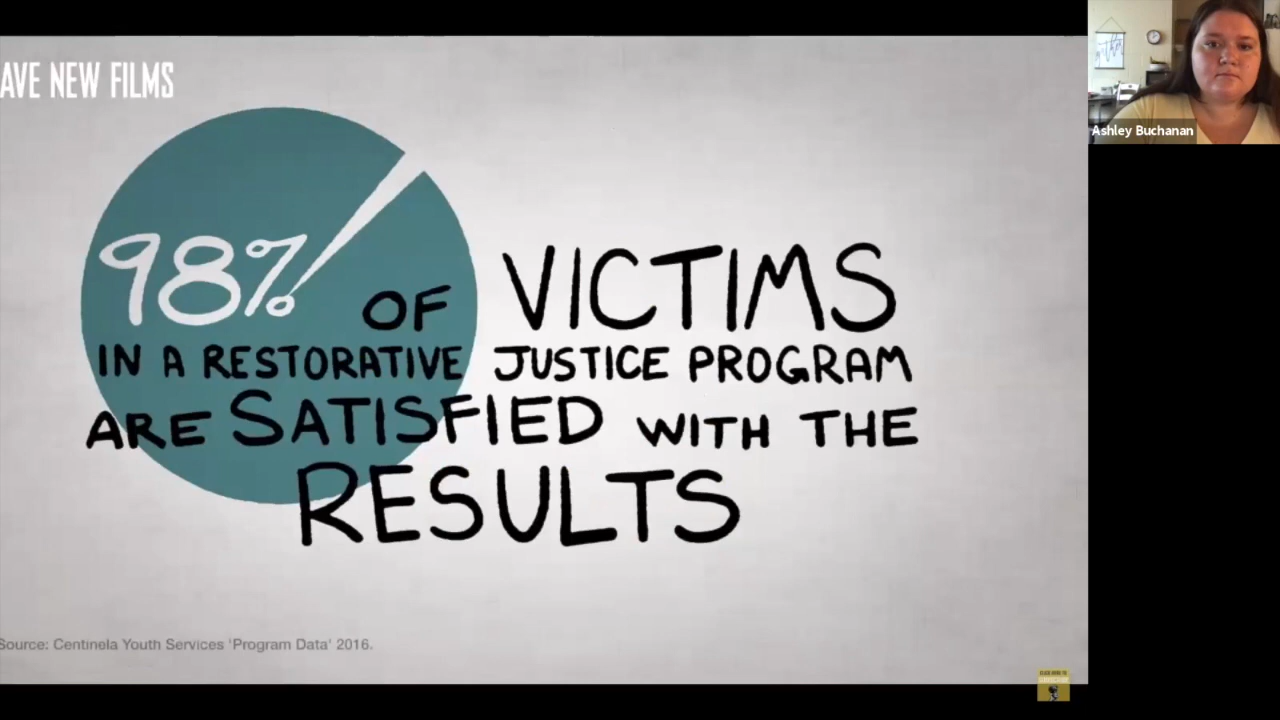 AVE NEW FILMS
98% OF VICTIMS
IN A RESTORATIVE JUSTICE PROGRAM
ARE SATISFIED WITH THE
RESULTS
Source: Centinela Youth Services 'Program Data' 2016.
Ashley Buchanan